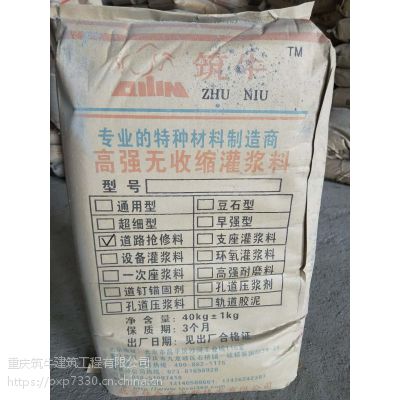 筑牛 TM
ZHU NIU
专业的特种材料制造商
高强无收缩灌浆料
型号
通用型 豆石型
超细型 早强型
道路抢修料 支座灌浆料
设备灌浆料 环氧灌浆料
一次座浆料 高强耐磨料
道钉锚固剂 孔道压浆剂
孔道压浆料 轨道胶泥
净含量：40kg±1kg
保质期：3个月
出厂日期：见出厂合格证
重庆筑牛建筑工程有限公司
https://pxp7330.cn.china.cn